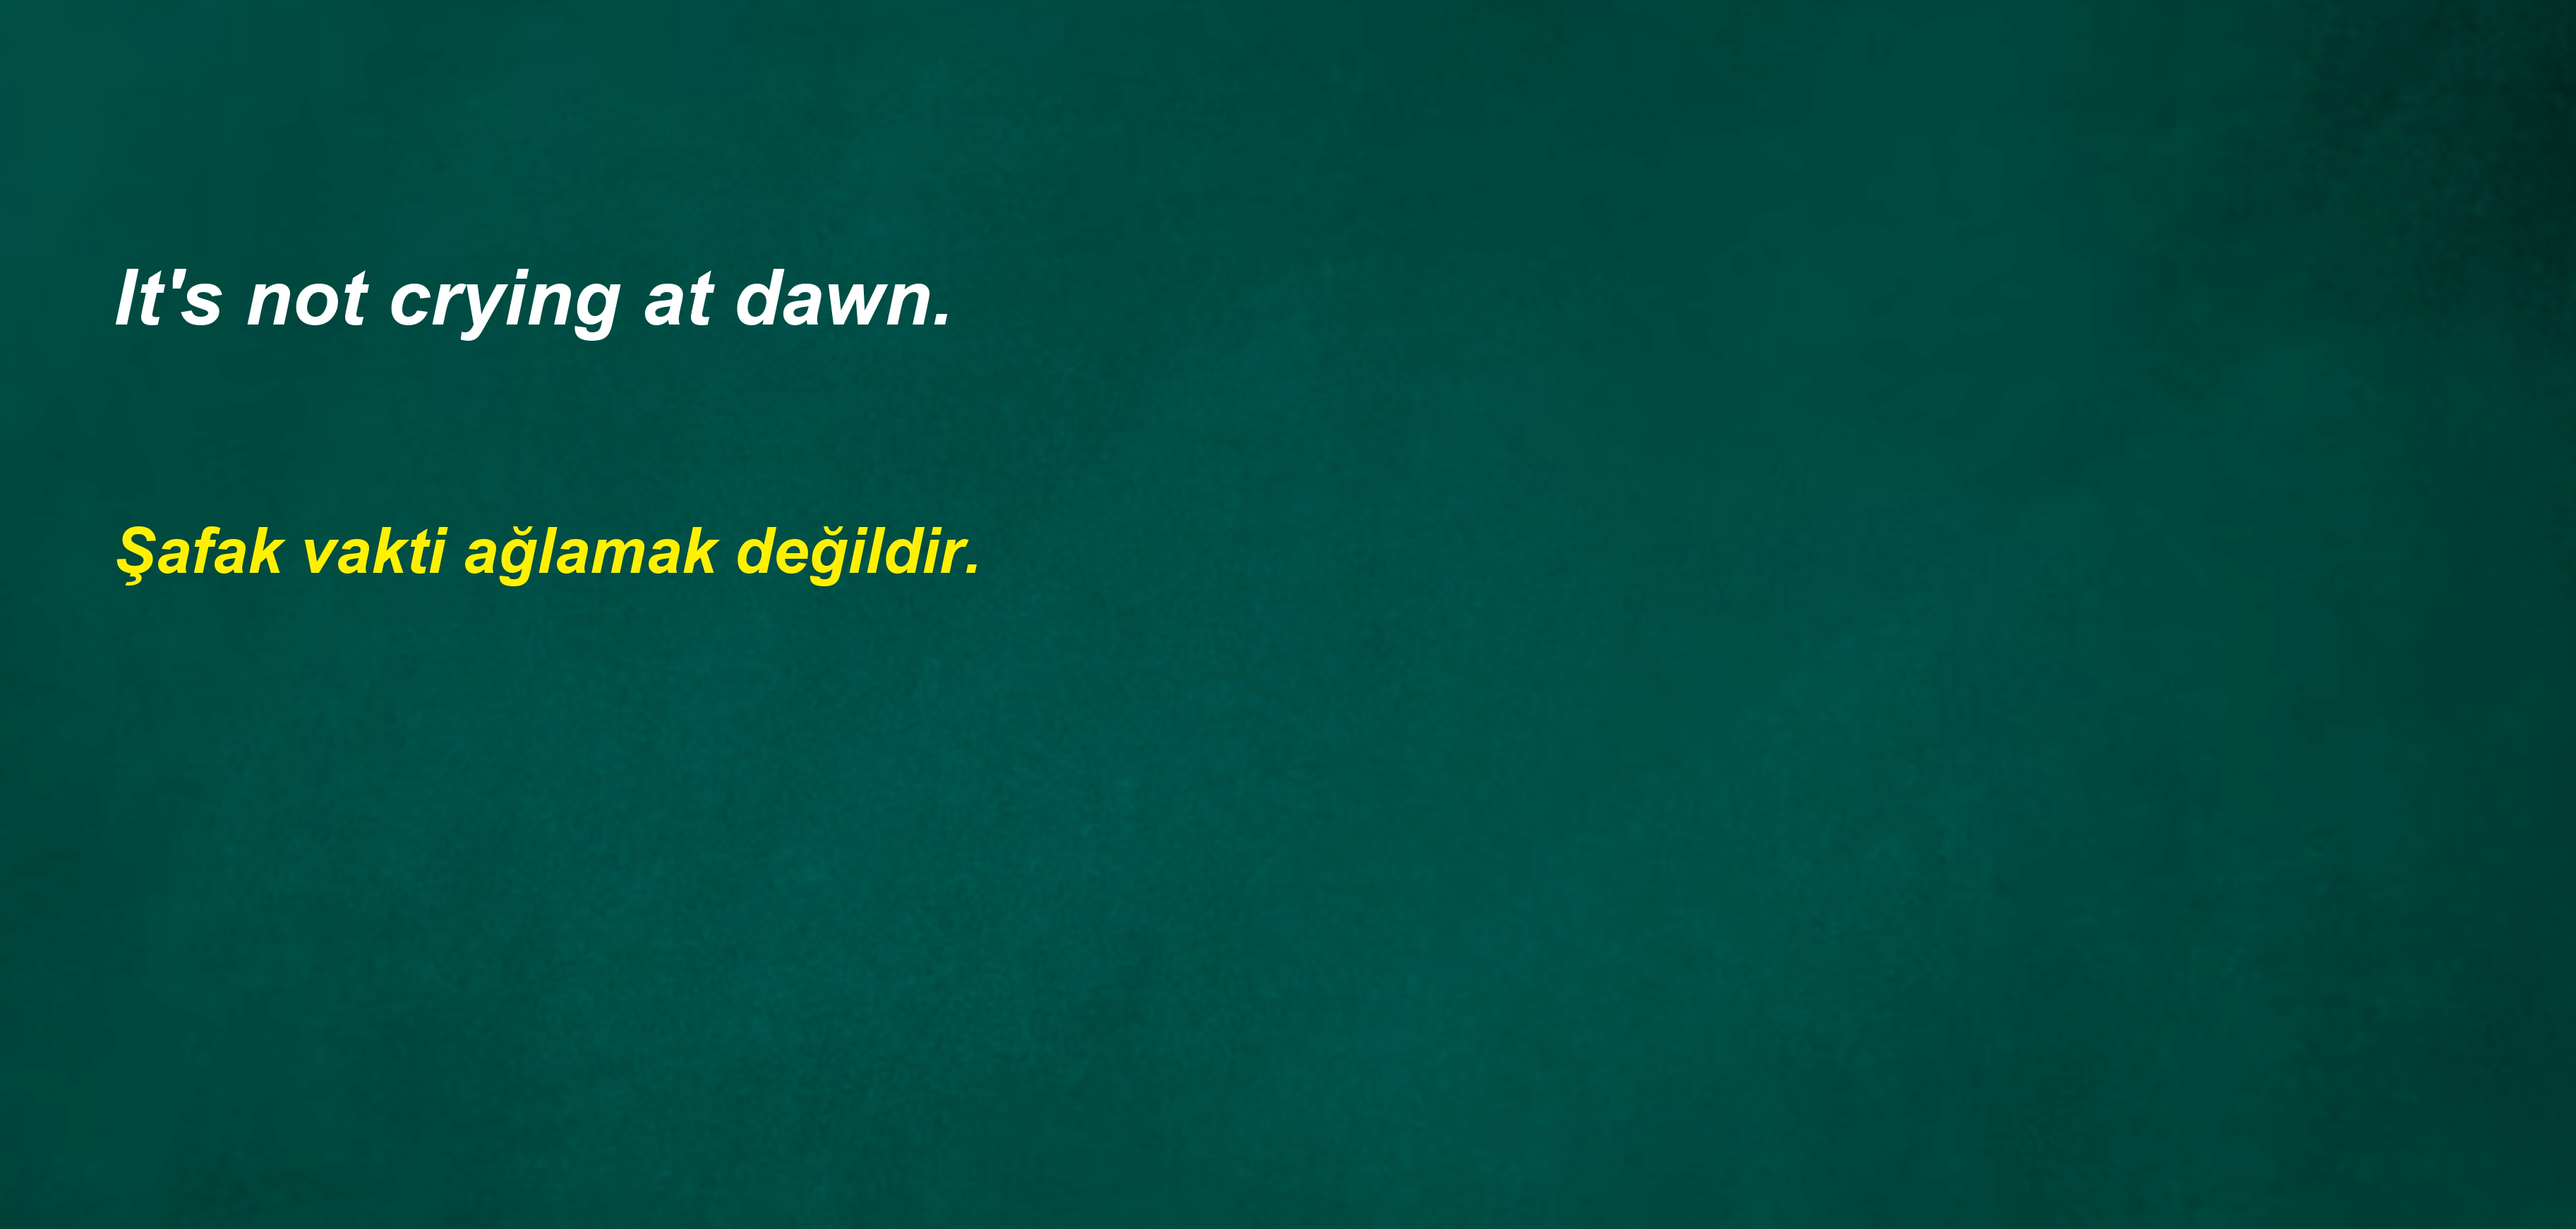 It's not crying at dawn.
Şafak vakti ağlamak değildir.